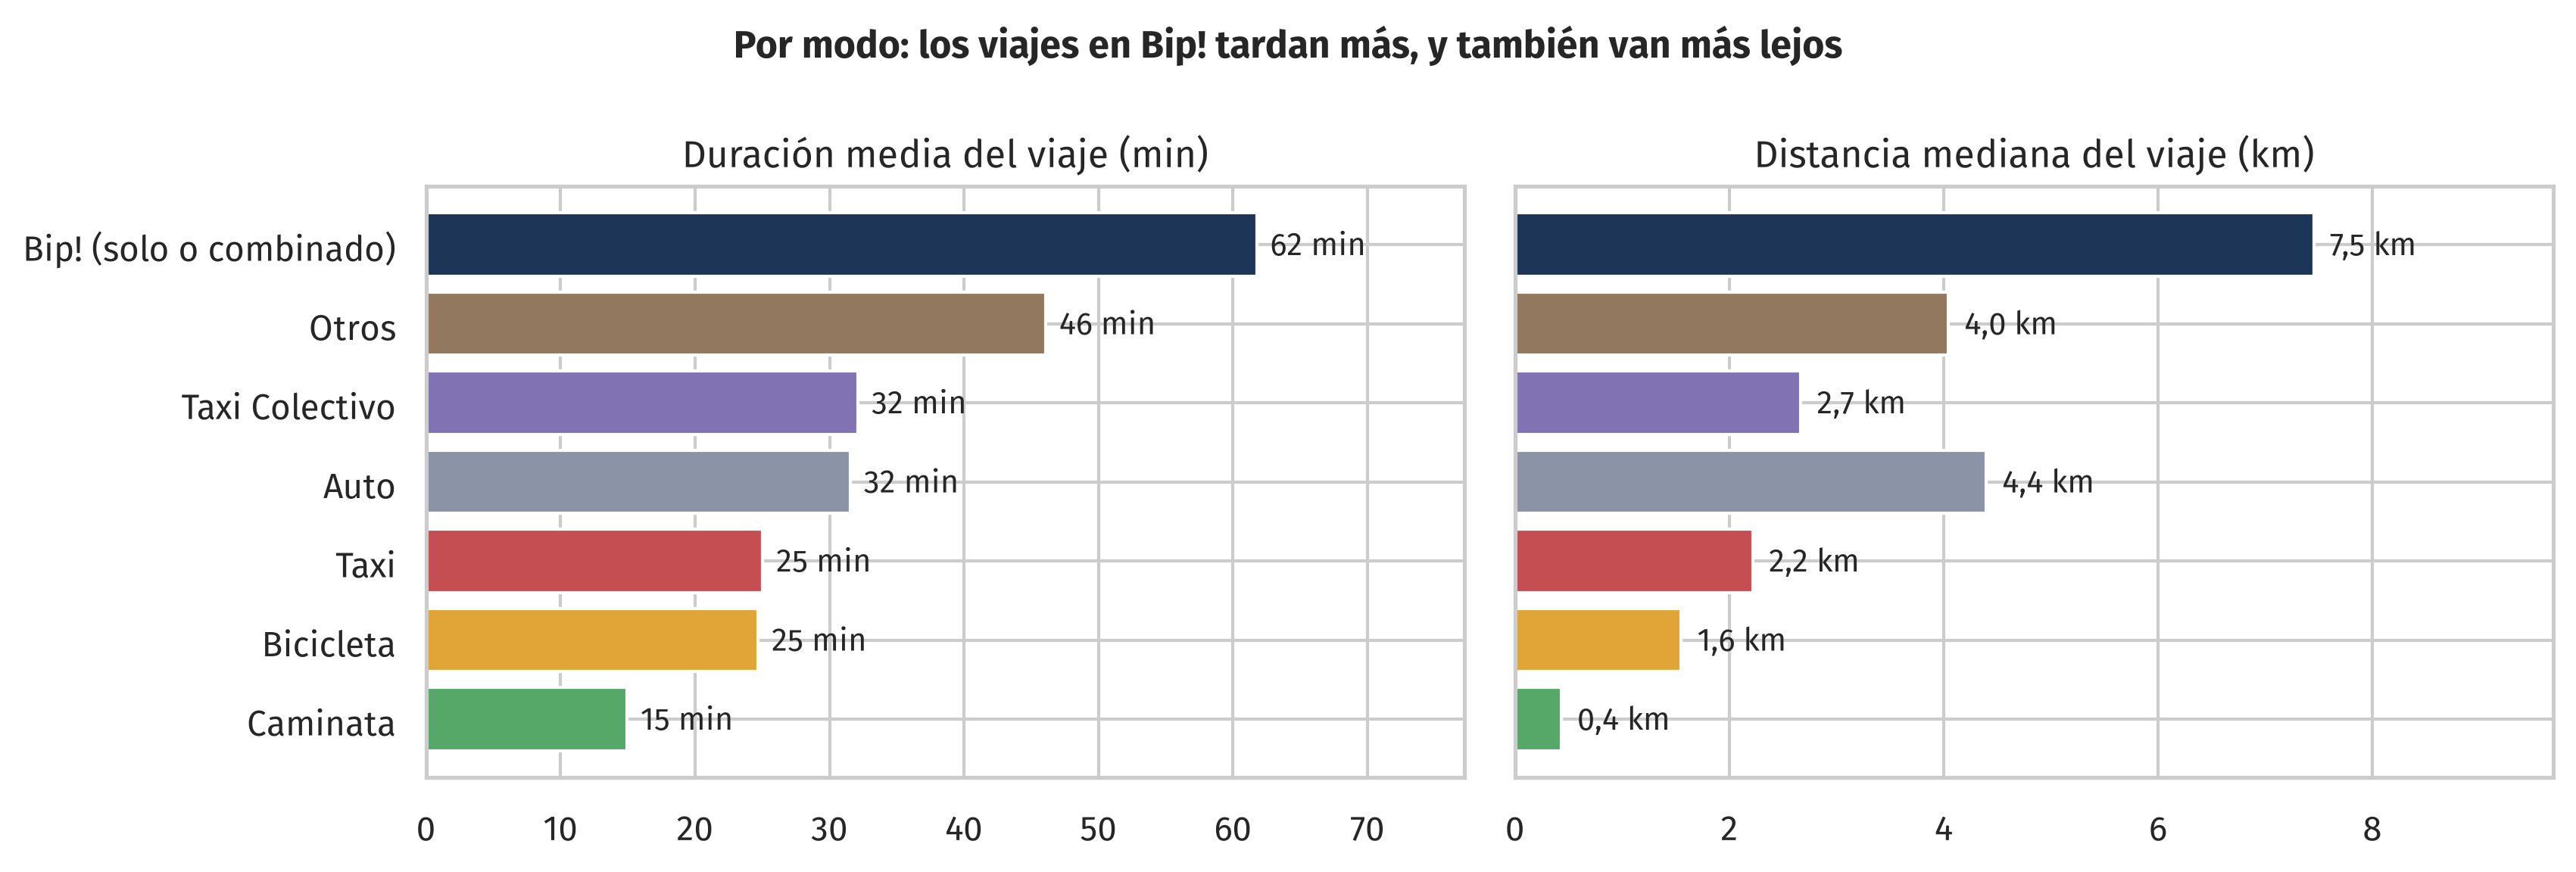 Por modo: los viajes en Bip! tardan más, y también van más lejos
Duración media del viaje (min)
Bip! (solo o combinado)
62 min
Otros
46 min
Taxi Colectivo
32 min
Auto
32 min
Taxi
25 min
Bicicleta
25 min
Caminata
15 min
0 10 20 30 40 50 60 70
Distancia mediana del viaje (km)
7,5 km
4,0 km
2,7 km
4,4 km
2,2 km
1,6 km
0,4 km
0 2 4 6 8